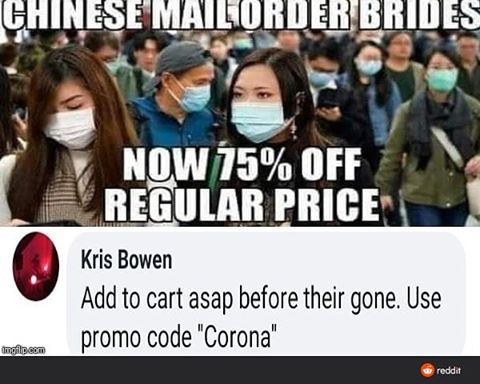 CHINESE MAIL ORDER BRIDES
NOW 75% OFF
REGULAR PRICE
Kris Bowen
Add to cart asap before their gone. Use
promo code "Corona"
imgflip.com
reddit